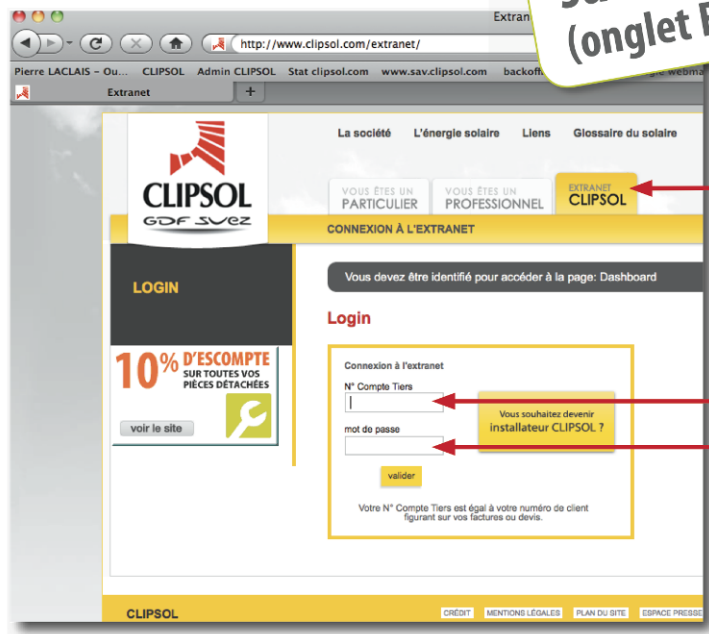 Extran
(onglet
http://www.clipsol.com/extranet/
Pierre LACLAIS – Ou... CLIPSOL Admin CLIPSOL Stat clipsol.com www.sav.clipsol.com
Extranet +
La société L'énergie solaire Liens Glossaire du solaire
CLIPSOL
GDF SUEZ
VOUS ÊTES UN
PARTICULIER
VOUS ÊTES UN
PROFESSIONNEL
EXTRANET
CLIPSOL
CONNEXION À L'EXTRANET
LOGIN
Vous devez être identifié pour accéder à la page: Dashboard
Login
10% D'ESCOMPTE
SUR TOUTES VOS
PIÈCES DÉTACHÉES
voir le site
Connexion à l'extranet
N° Compte Tiers
mot de passe
valider
Vous souhaitez devenir
installateur CLIPSOL ?
Votre N° Compte Tiers est égal à votre numéro de client
figurant sur vos factures ou devis.
CLIPSOL
CRÉDIT MENTIONS LÉGALES PLAN DU SITE ESPACE PRESSE